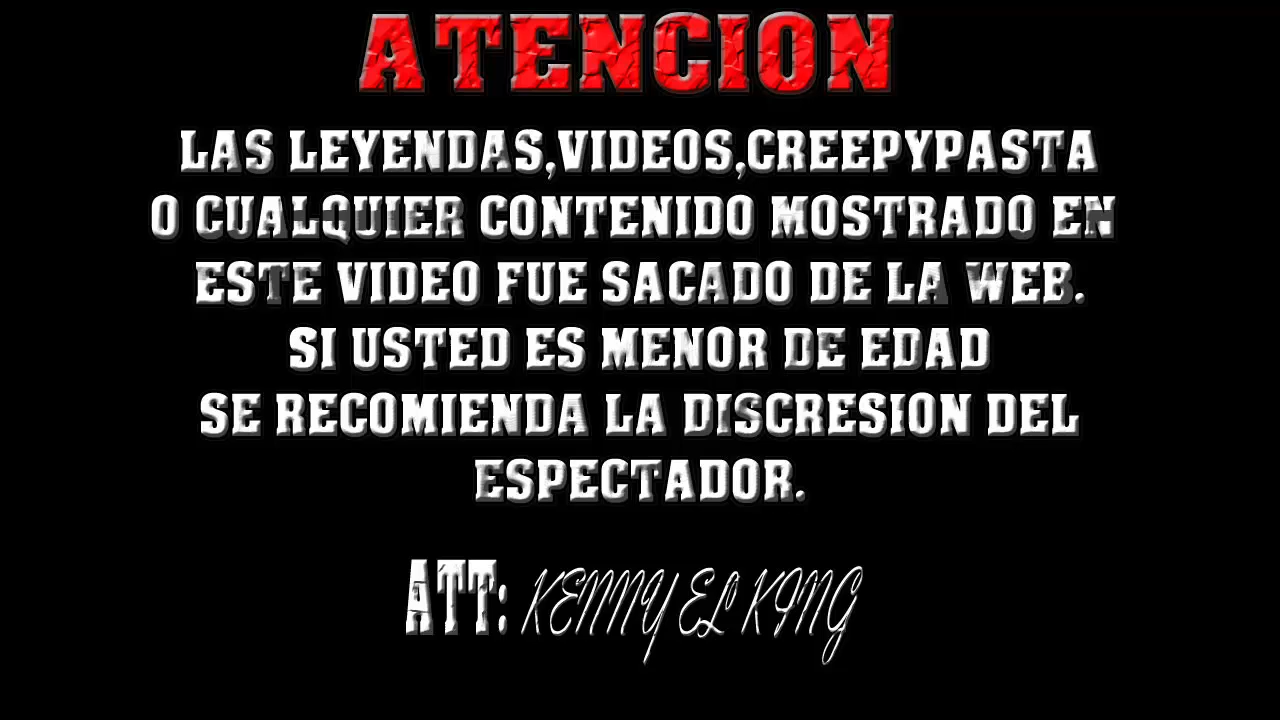 ATENCION
LAS LEYENDAS,VIDEOS,CREEPYPASTA
O CUALQUIER CONTENIDO MOSTRADO EN
ESTE VIDEO FUE SACADO DE LA WEB.
SI USTED ES MENOR DE EDAD
SE RECOMIENDA LA DISCRESION DEL
ESPECTADOR.
ATT: KENNY EL KING